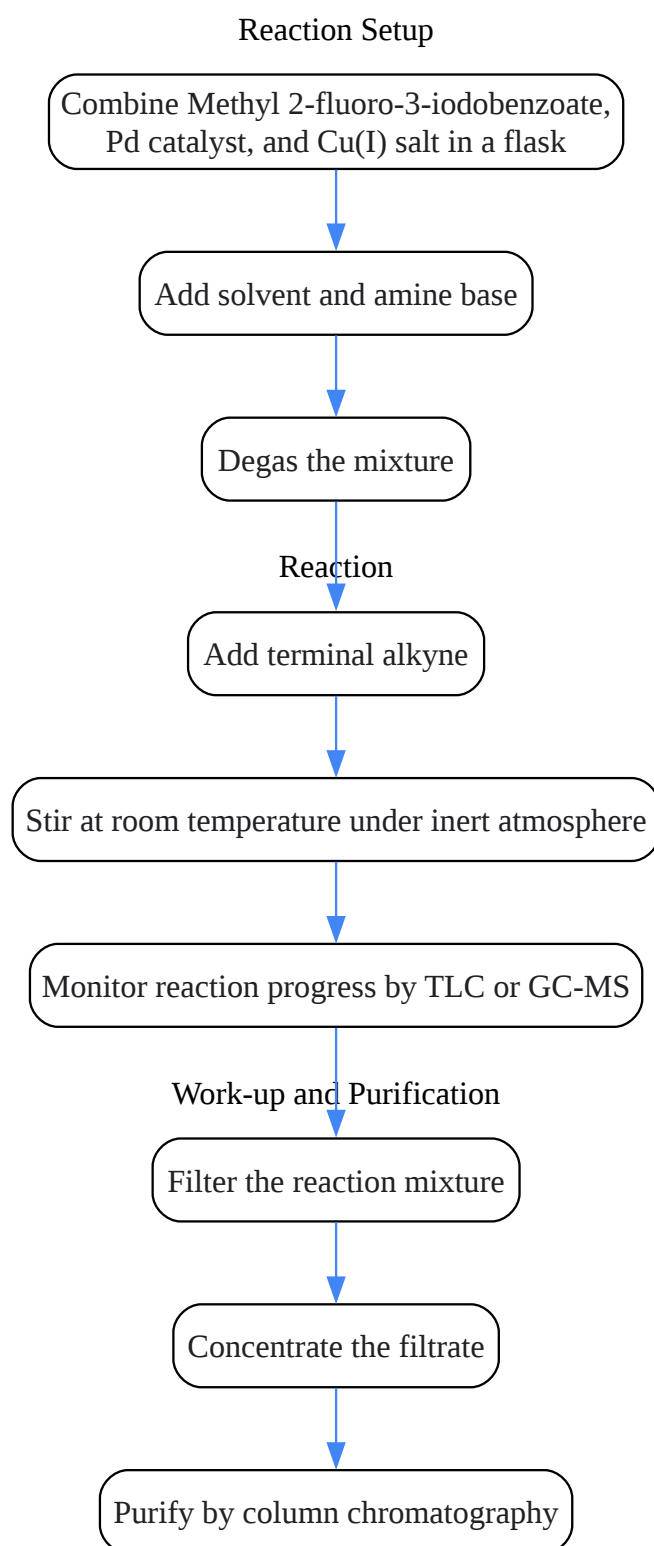 Reaction Setup
Combine Methyl 2-fluoro-3-iodobenzoate,
Pd catalyst, and Cu(I) salt in a flask
Add solvent and amine base
Degas the mixture
Reaction
Add terminal alkyne
Stir at room temperature under inert atmosphere
Monitor reaction progress by TLC or GC-MS
Work-up and Purification
Filter the reaction mixture
Concentrate the filtrate
Purify by column chromatography